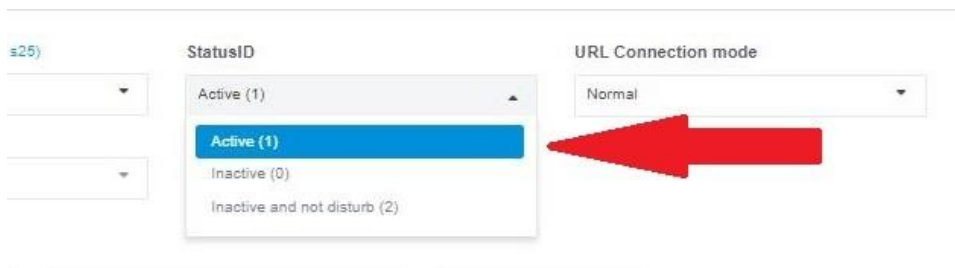 s25)
StatusID
URL Connection mode
Active (1)
Normal
Active (1)
Inactive (0)
Inactive and not disturb (2)